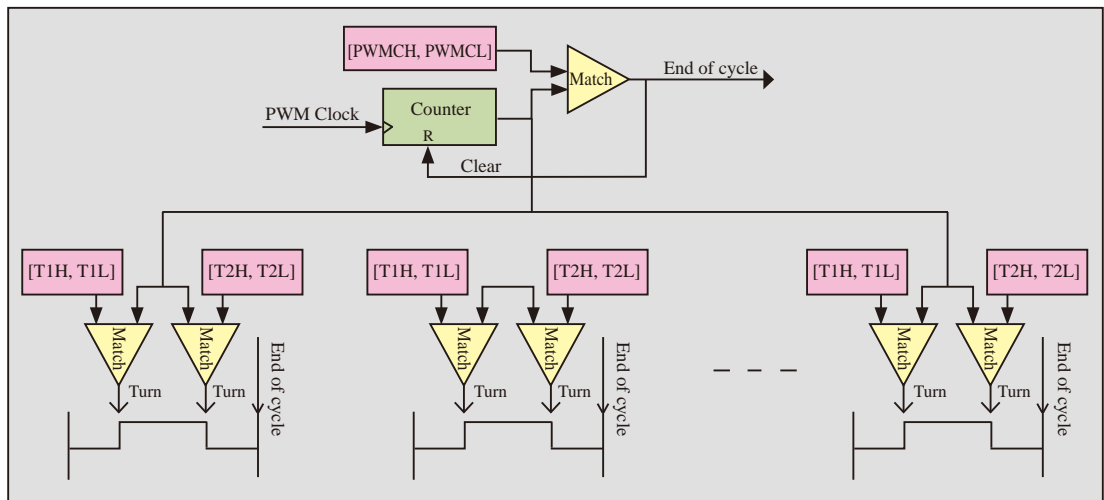 [PWMCH, PWMCL]
Match
End of cycle
PWM Clock
Counter
R
Clear
[T1H, T1L]
[T2H, T2L]
[T1H, T1L]
[T2H, T2L]
[T1H, T1L]
[T2H, T2L]
Match
Match
End of cycle
Match
Match
End of cycle
Match
Match
End of cycle
Turn
Turn
Turn
Turn
Turn
Turn